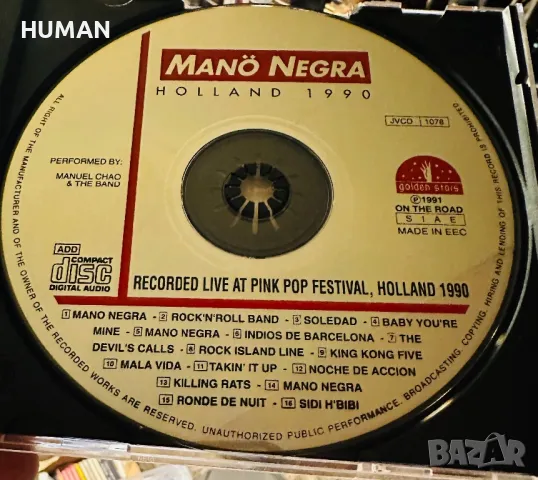 HUMAN
MANÖ NEGRA
HOLLAND 1990
JVCD 1078
PERFORMED BY:
MANUEL CHAO
& THE BAND
golden stars
℗1991
ON THE ROAD
SIAE
MADE IN EEC
ADD
COMPACT
disc
DIGITAL AUDIO
RECORDED LIVE AT PINK POP FESTIVAL, HOLLAND 1990
1 MANO NEGRA - 2 ROCK'N'ROLL BAND - 3 SOLEDAD - 4 BABY YOU'RE
MINE - 5 MANO NEGRA - 6 INDIOS DE BARCELONA - 7 THE
DEVIL'S CALLS - 8 ROCK ISLAND LINE - 9 KING KONG FIVE
10 MALA VIDA - 11 TAKIN' IT UP - 12 NOCHE DE ACCION
13 KILLING RATS - 14 MANO NEGRA
15 RONDE DE NUIT - 16 SIDI H'BIBI
ALL RIGHT OF THE MANUFACTURER AND OF THE OWNER OF THE RECORDED WORKS ARE RESERVED. UNAUTHORIZED PUBLIC PERFORMANCE, BROADCASTING, COPYING, HIRING AND LENDING OF THIS RECORD IS PROHIBITED
BAZAR